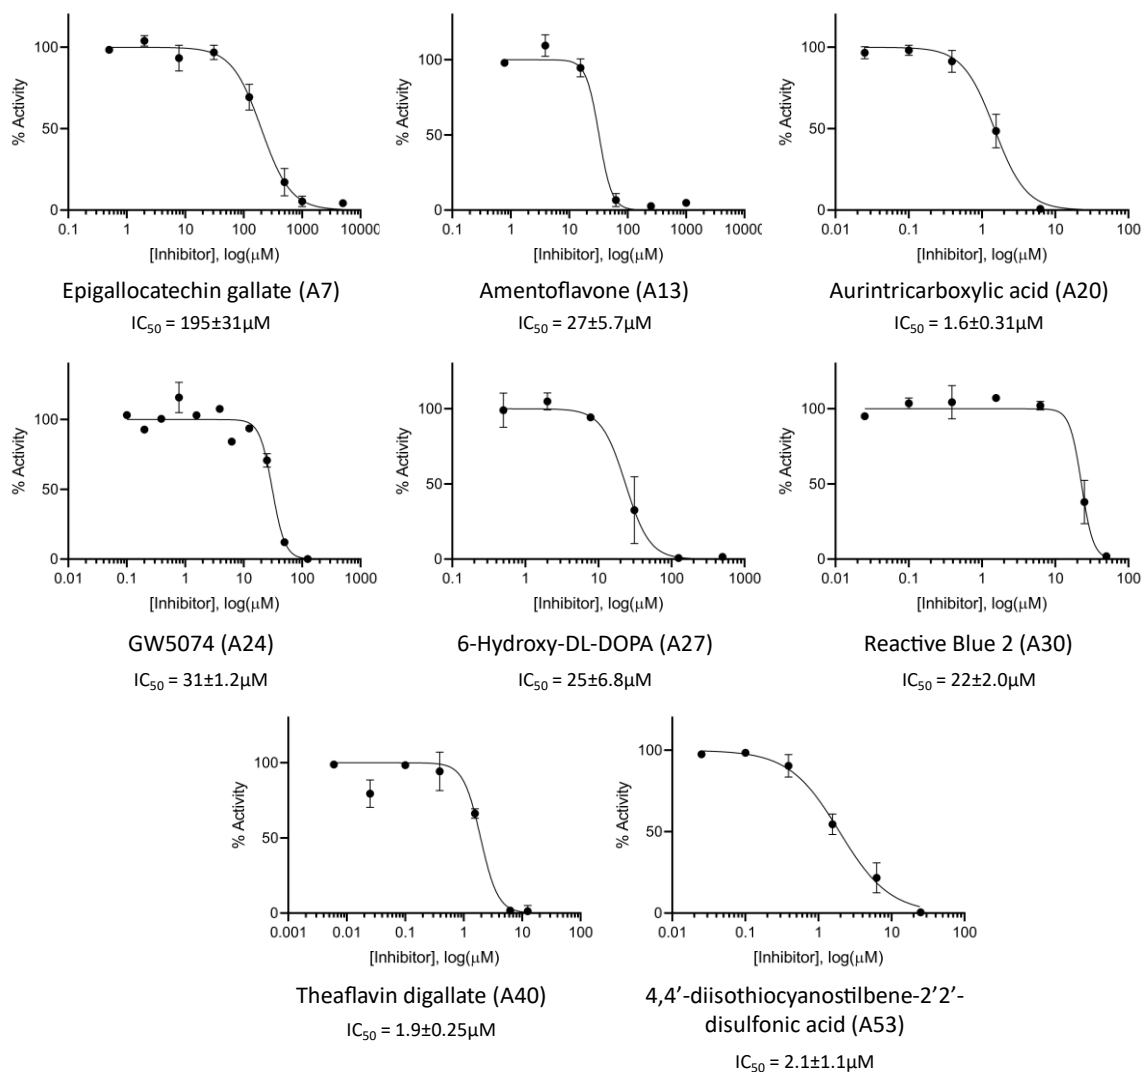 100
50
0
% Activity
0.1 1 10 100 1000 10000
[Inhibitor], log(μM)
Epigallocatechin gallate (A7)
IC50 = 195±31μM
100
50
0
% Activity
0.1 1 10 100 1000 10000
[Inhibitor], log(μM)
Amentoflavone (A13)
IC50 = 27±5.7μM
100
50
0
% Activity
0.01 0.1 1 10 100
[Inhibitor], log(μM)
Aurintricarboxylic acid (A20)
IC50 = 1.6±0.31μM
100
50
0
% Activity
0.01 0.1 1 10 100 1000
[Inhibitor], log(μM)
GW5074 (A24)
IC50 = 31±1.2μM
100
50
0
% Activity
0.1 1 10 100 1000
[Inhibitor], log(μM)
6-Hydroxy-DL-DOPA (A27)
IC50 = 25±6.8μM
100
50
0
% Activity
0.01 0.1 1 10 100
[Inhibitor], log(μM)
Reactive Blue 2 (A30)
IC50 = 22±2.0μM
100
50
0
% Activity
0.001 0.01 0.1 1 10 100
[Inhibitor], log(μM)
Theaflavin digallate (A40)
IC50 = 1.9±0.25μM
100
50
0
% Activity
0.01 0.1 1 10 100
[Inhibitor], log(μM)
4,4’-diisothiocyanostilbene-2’2’-
disulfonic acid (A53)
IC50 = 2.1±1.1μM